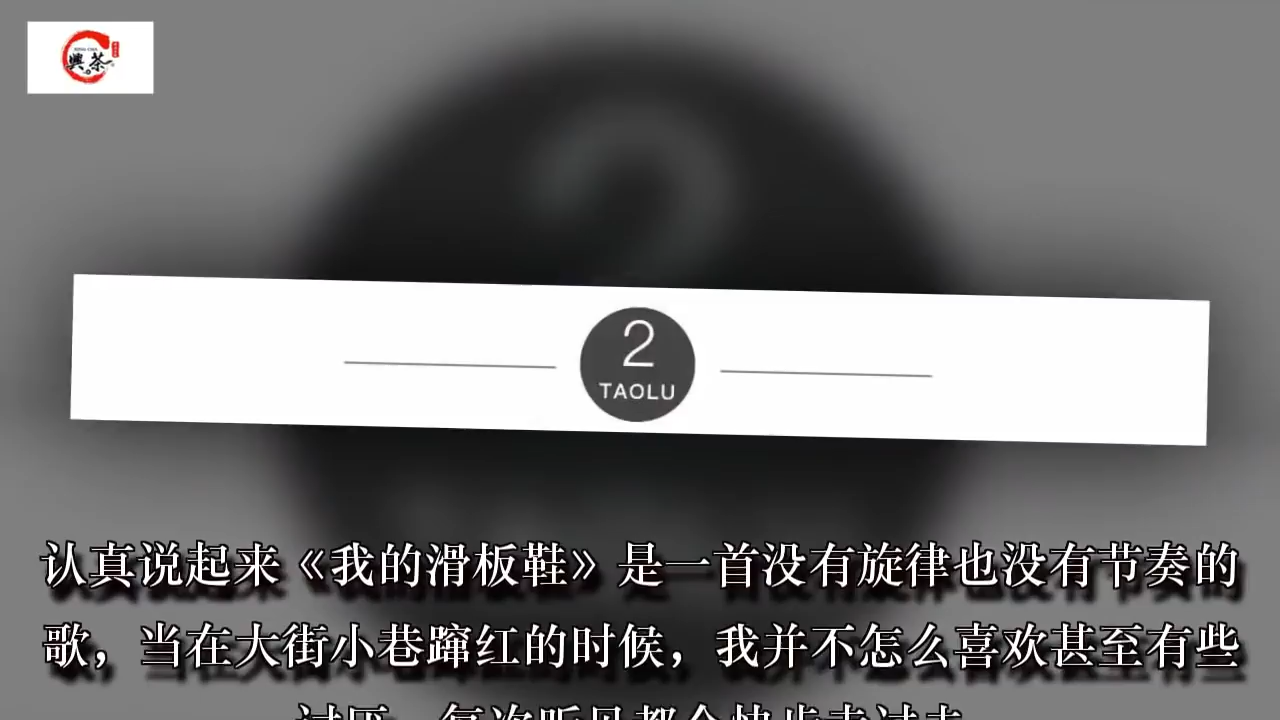 興茶
2
TAOLU
认真说起来《我的滑板鞋》是一首没有旋律也没有节奏的
歌，当在大街小巷蹿红的时候，我并不怎么喜欢甚至有些